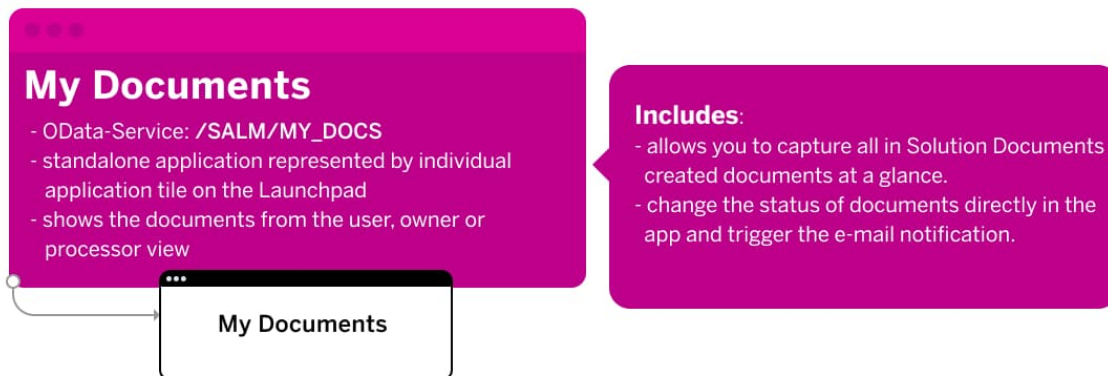 My Documents
- OData-Service: /SALM/MY_DOCS
- standalone application represented by individual
application tile on the Launchpad
- shows the documents from the user, owner or
processor view
Includes:
- allows you to capture all in Solution Documents
created documents at a glance.
- change the status of documents directly in the
app and trigger the e-mail notification.
My Documents